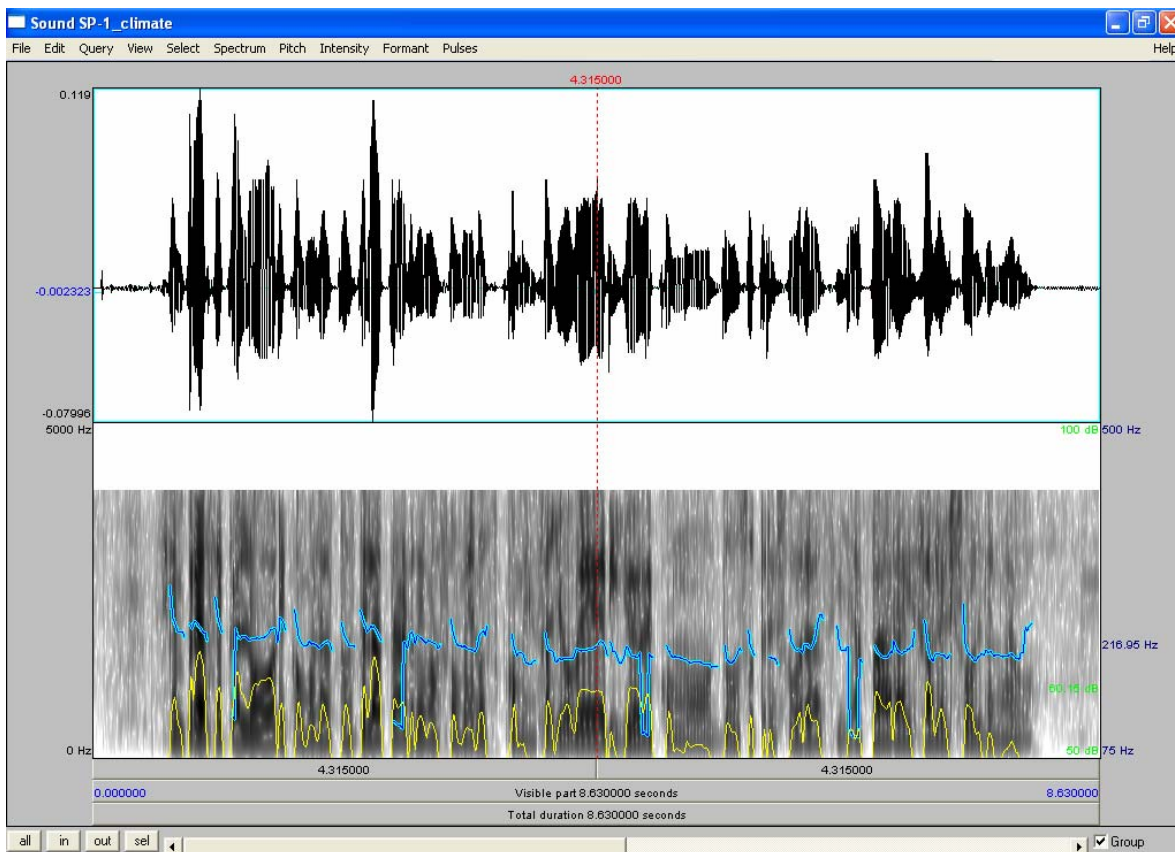 Sound SP-1_climate
File Edit Query View Select Spectrum Pitch Intensity Formant Pulses Help
4.315000
0.119
-0.002323
-0.07996
5000 Hz 100 dB 500 Hz
216.95 Hz
60.15 dB
0 Hz 50 dB 75 Hz
4.315000 4.315000
0.000000 Visible part 8.630000 seconds 8.630000
Total duration 8.630000 seconds
all in out sel Group